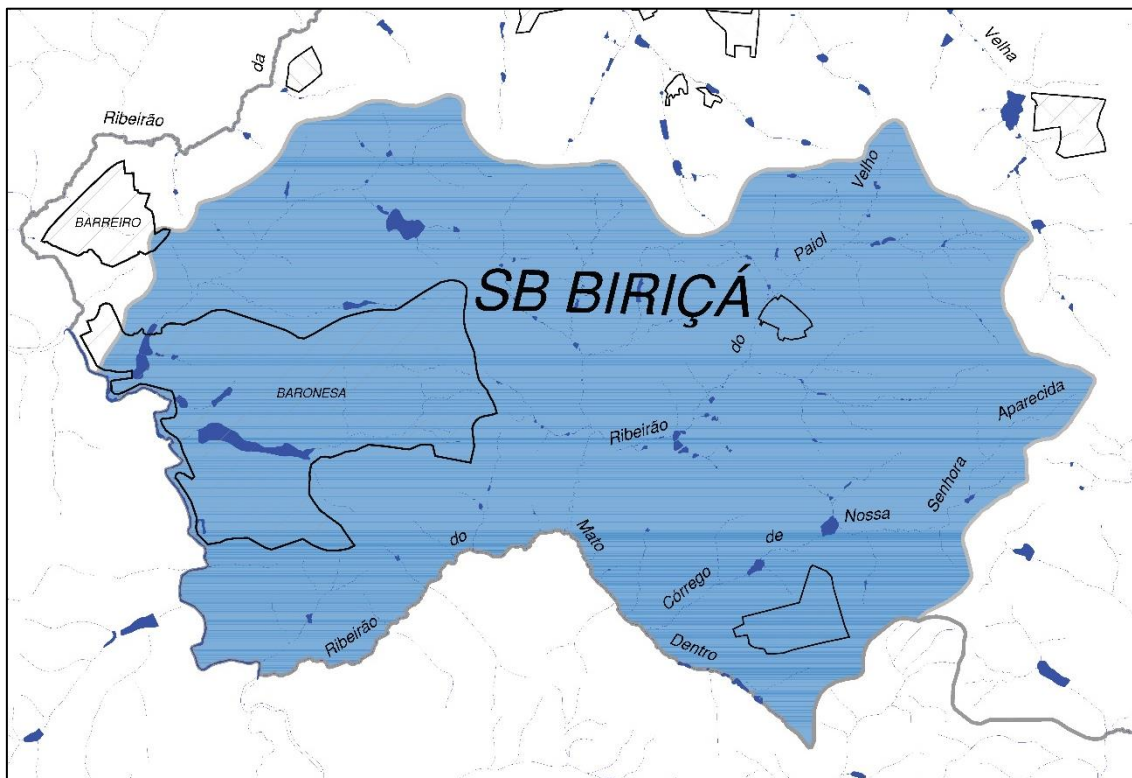 Velha
da
Ribeirão
Velho
BARREIRO
Paiol
SB BIRIÇÁ
do
BARONESA
Aparecida
Ribeirão
Senhora
Nossa
do
Mato
de
Córrego
Ribeirão
Dentro